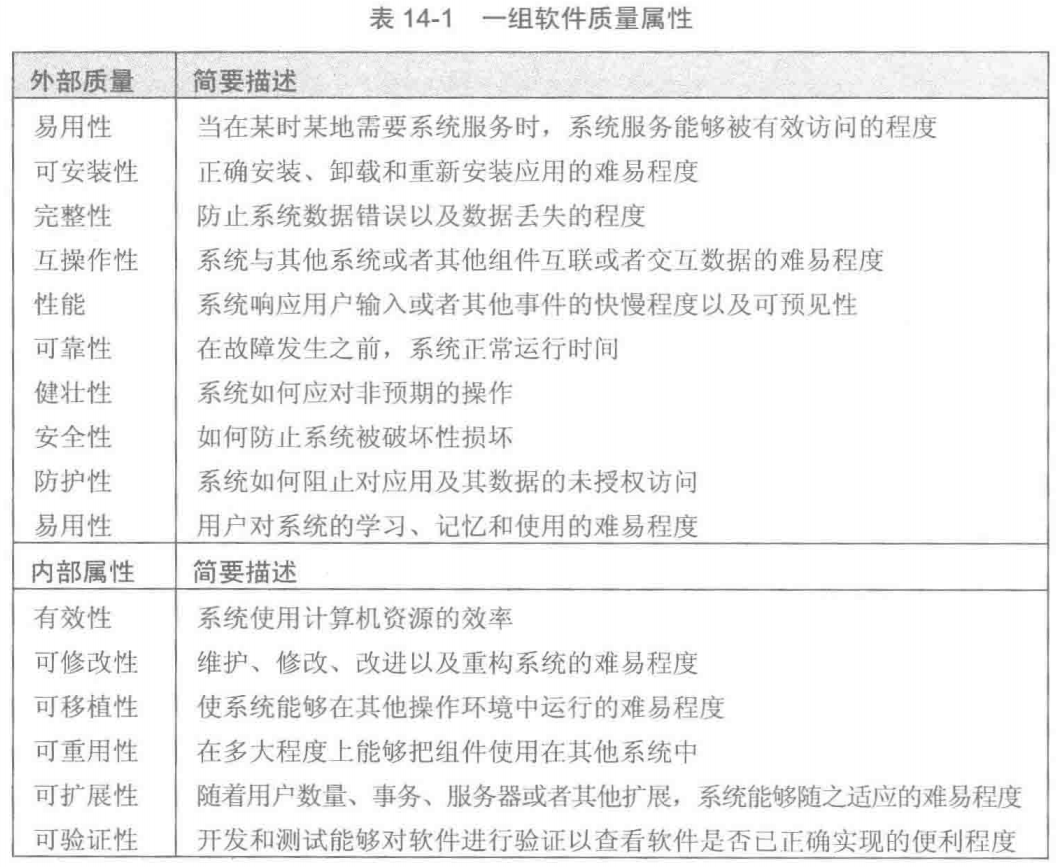 表 14-1 一组软件质量属性
外部质量 简要描述
易用性 当在某时某地需要系统服务时，系统服务能够被有效访问的程度
可安装性 正确安装、卸载和重新安装应用的难易程度
完整性 防止系统数据错误以及数据丢失的程度
互操作性 系统与其他系统或者其他组件互联或者交互数据的难易程度
性能 系统响应用户输入或者其他事件的快慢程度以及可预见性
可靠性 在故障发生之前，系统正常运行时间
健壮性 系统如何应对非预期的操作
安全性 如何防止系统被破坏性损坏
防护性 系统如何阻止对应用及其数据的未授权访问
易用性 用户对系统的学习、记忆和使用的难易程度
内部属性 简要描述
有效性 系统使用计算机资源的效率
可修改性 维护、修改、改进以及重构系统的难易程度
可移植性 使系统能够在其他操作环境中运行的难易程度
可重用性 在多大程度上能够把组件使用在其他系统中
可扩展性 随着用户数量、事务、服务器或者其他扩展，系统能够随之适应的难易程度
可验证性 开发和测试能够对软件进行验证以查看软件是否已正确实现的便利程度